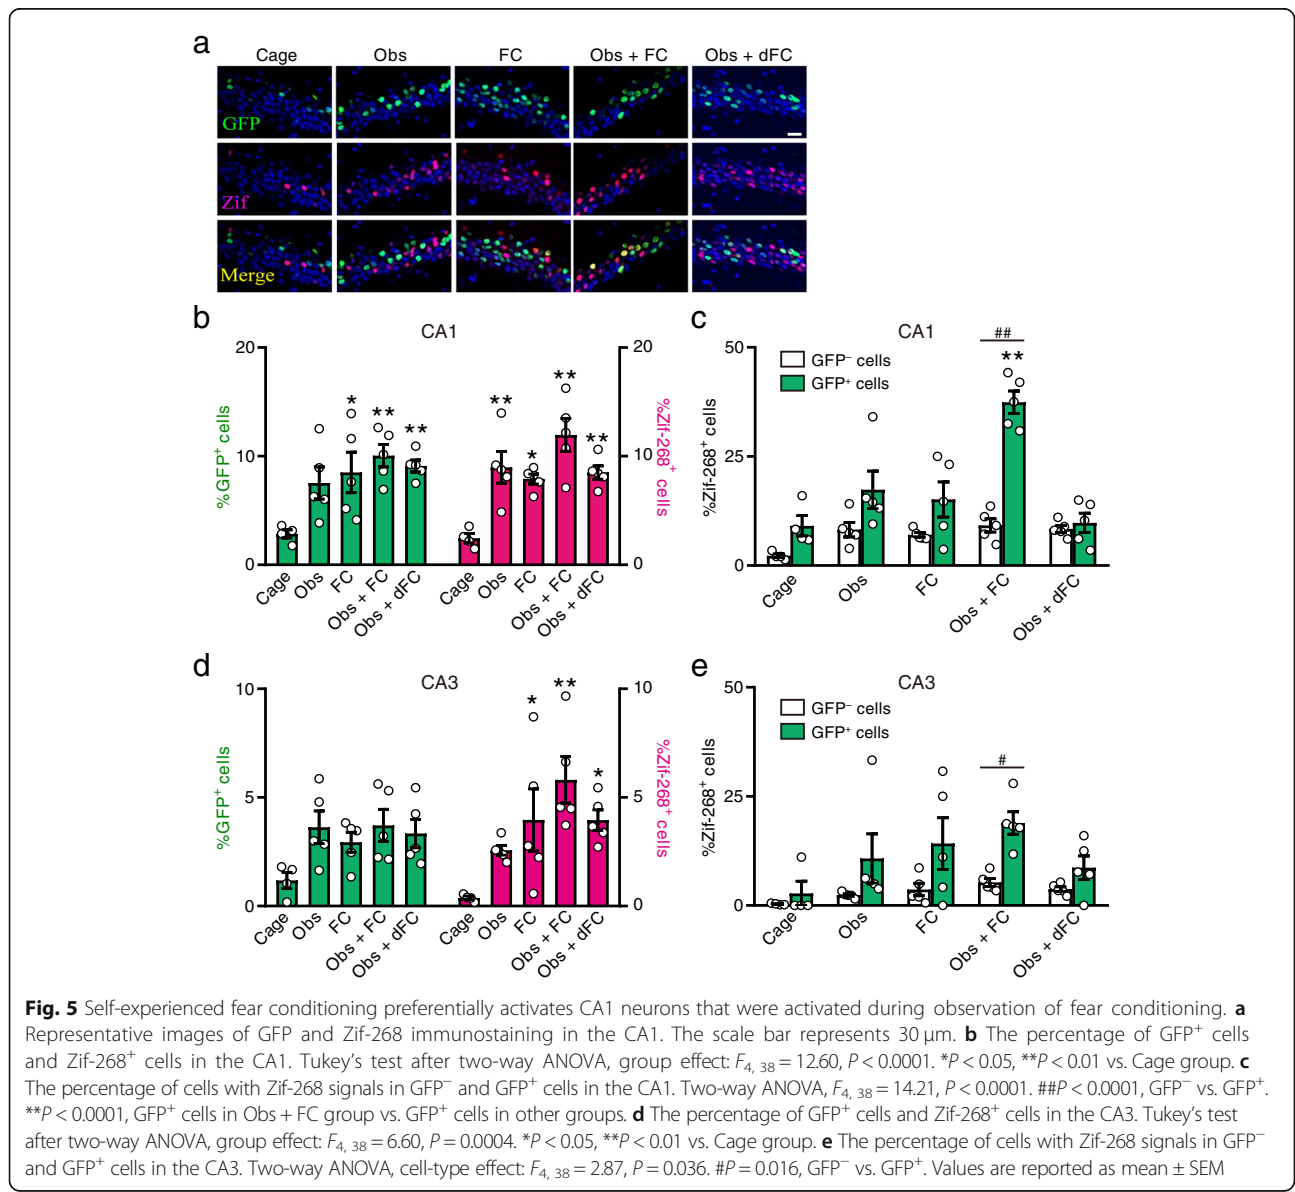 a
Cage Obs FC Obs + FC Obs + dFC
GFP
Zif
Merge
b
CA1
20 20
10 10
0 0
%GFP⁺ cells
%Zif-268⁺ cells
* ** **
** * ** **
Cage Obs FC Obs + FC Obs + dFC
Cage Obs FC Obs + FC Obs + dFC
c
CA1
50
25
0
%Zif-268⁺ cells
GFP⁻ cells
GFP⁺ cells
##
**
Cage Obs FC Obs + FC Obs + dFC
d
CA3
10 10
5 5
0 0
%GFP⁺ cells
%Zif-268⁺ cells
* ** *
Cage Obs FC Obs + FC Obs + dFC
Cage Obs FC Obs + FC Obs + dFC
e
CA3
50
25
0
%Zif-268⁺ cells
GFP⁻ cells
GFP⁺ cells
#
Cage Obs FC Obs + FC Obs + dFC
Fig. 5 Self-experienced fear conditioning preferentially activates CA1 neurons that were activated during observation of fear conditioning. a
Representative images of GFP and Zif-268 immunostaining in the CA1. The scale bar represents 30 μm. b The percentage of GFP⁺ cells
and Zif-268⁺ cells in the CA1. Tukey's test after two-way ANOVA, group effect: F4, 38 = 12.60, P < 0.0001. *P < 0.05, **P < 0.01 vs. Cage group. c
The percentage of cells with Zif-268 signals in GFP⁻ and GFP⁺ cells in the CA1. Two-way ANOVA, F4, 38 = 14.21, P < 0.0001. ##P < 0.0001, GFP⁻ vs. GFP⁺.
**P < 0.0001, GFP⁺ cells in Obs + FC group vs. GFP⁺ cells in other groups. d The percentage of GFP⁺ cells and Zif-268⁺ cells in the CA3. Tukey's test
after two-way ANOVA, group effect: F4, 38 = 6.60, P = 0.0004. *P < 0.05, **P < 0.01 vs. Cage group. e The percentage of cells with Zif-268 signals in GFP⁻
and GFP⁺ cells in the CA3. Two-way ANOVA, cell-type effect: F4, 38 = 2.87, P = 0.036. #P = 0.016, GFP⁻ vs. GFP⁺. Values are reported as mean ± SEM